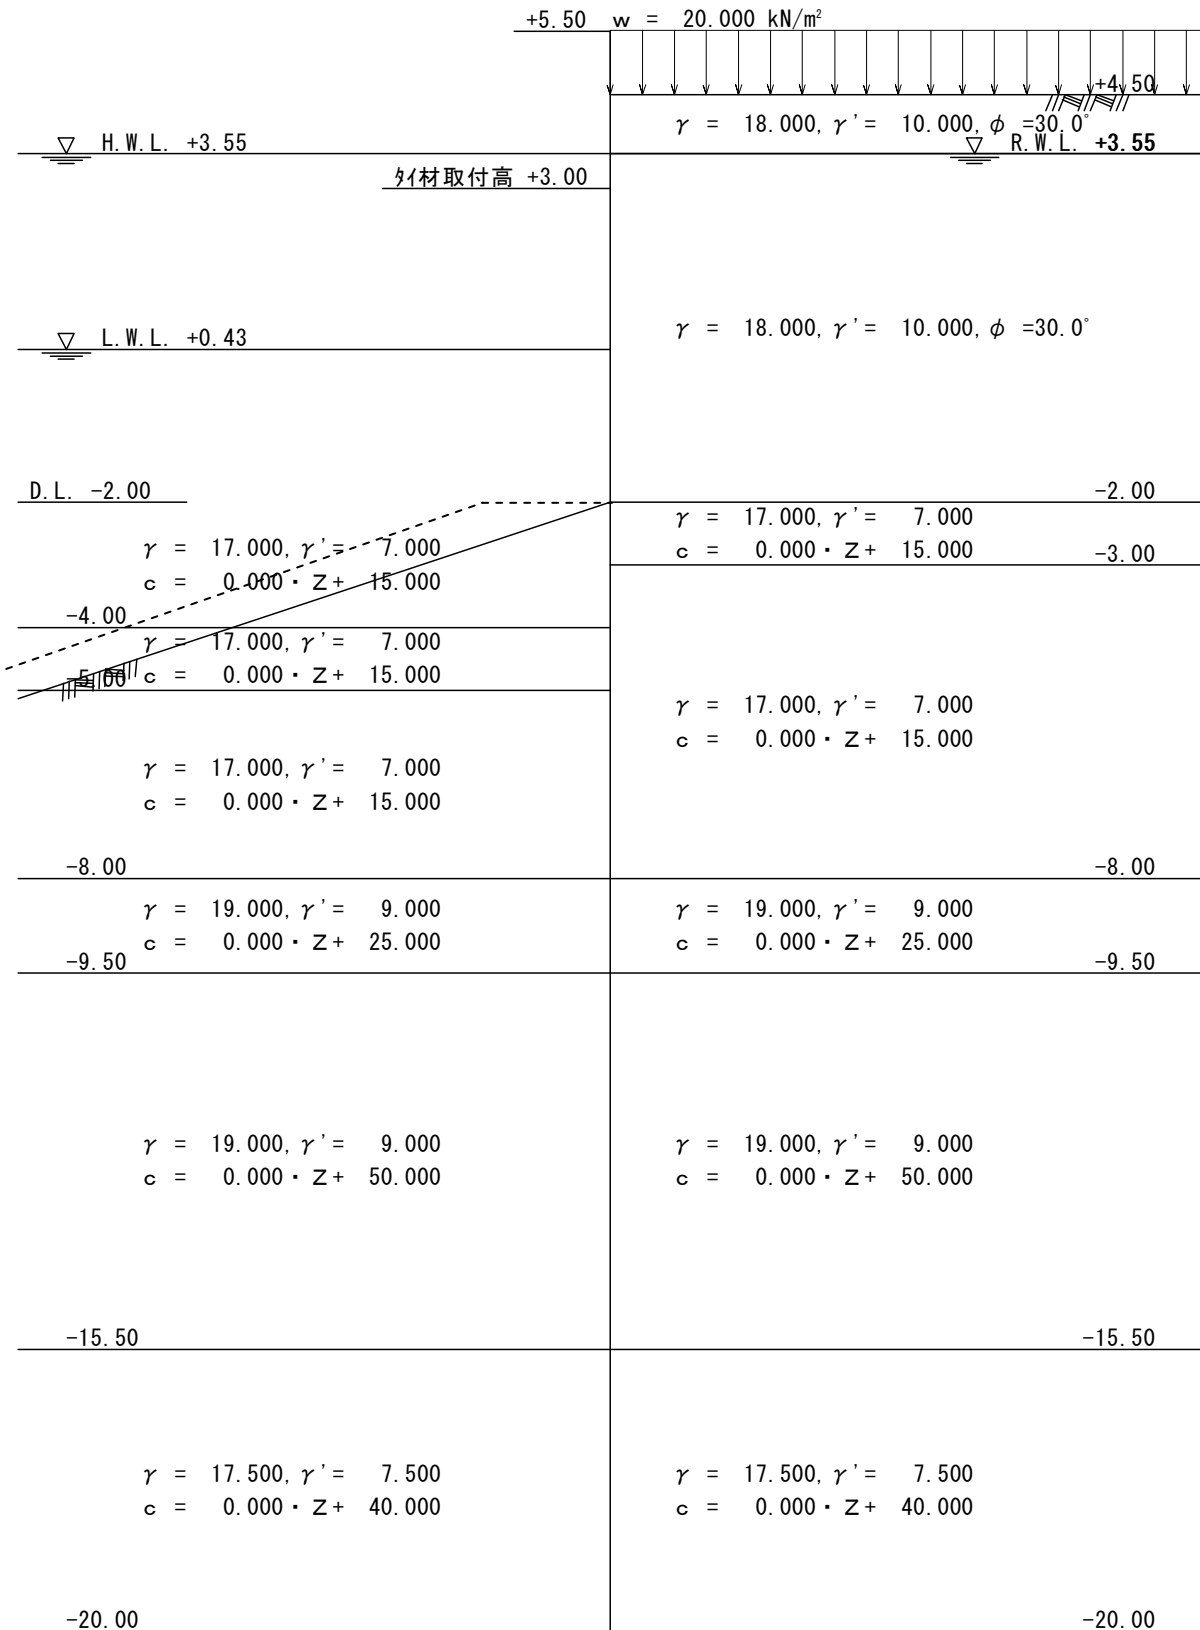 +5.50 w = 20.000 kN/m²
+4.50
γ = 18.000, γ'= 10.000, φ =30.0°
H.W.L. +3.55
R.W.L. +3.55
ﾀｲ材取付高 +3.00
γ = 18.000, γ'= 10.000, φ =30.0°
L.W.L. +0.43
D.L. -2.00
-2.00
γ = 17.000, γ'= 7.000
c = 0.000・Z+ 15.000
-3.00
γ = 17.000, γ'= 7.000
c = 0.000・Z+ 15.000
-4.00
γ = 17.000, γ'= 7.000
c = 0.000・Z+ 15.000
-5.00
γ = 17.000, γ'= 7.000
c = 0.000・Z+ 15.000
γ = 17.000, γ'= 7.000
c = 0.000・Z+ 15.000
-8.00
-8.00
γ = 19.000, γ'= 9.000
c = 0.000・Z+ 25.000
γ = 19.000, γ'= 9.000
c = 0.000・Z+ 25.000
-9.50
-9.50
γ = 19.000, γ'= 9.000
c = 0.000・Z+ 50.000
γ = 19.000, γ'= 9.000
c = 0.000・Z+ 50.000
-15.50
-15.50
γ = 17.500, γ'= 7.500
c = 0.000・Z+ 40.000
γ = 17.500, γ'= 7.500
c = 0.000・Z+ 40.000
-20.00
-20.00